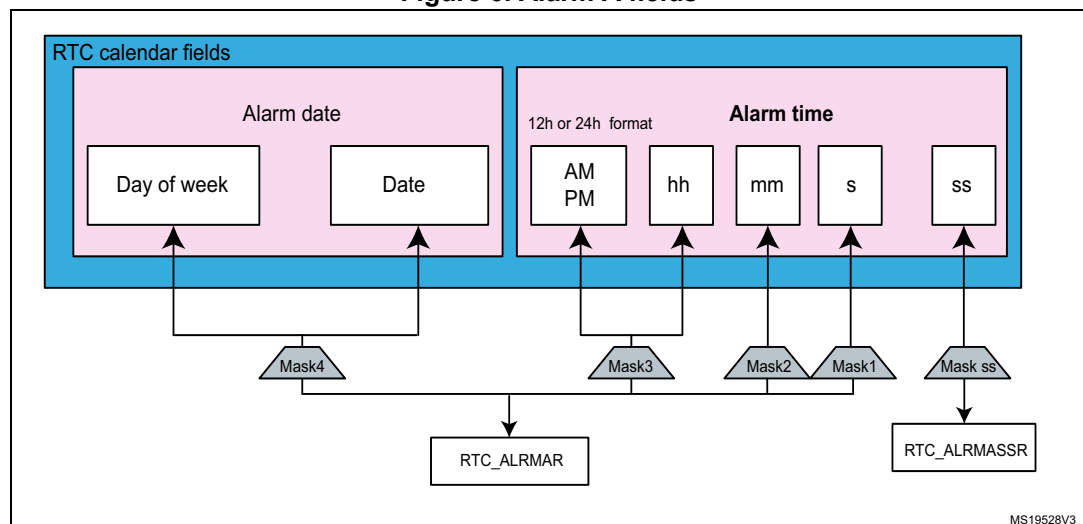 RTC calendar fields
Alarm date
12h or 24h format
Alarm time
Day of week
Date
AM
PM
hh
mm
s
ss
Mask4
Mask3
Mask2
Mask1
Mask ss
RTC_ALRMAR
RTC_ALRMASSR
MS19528V3